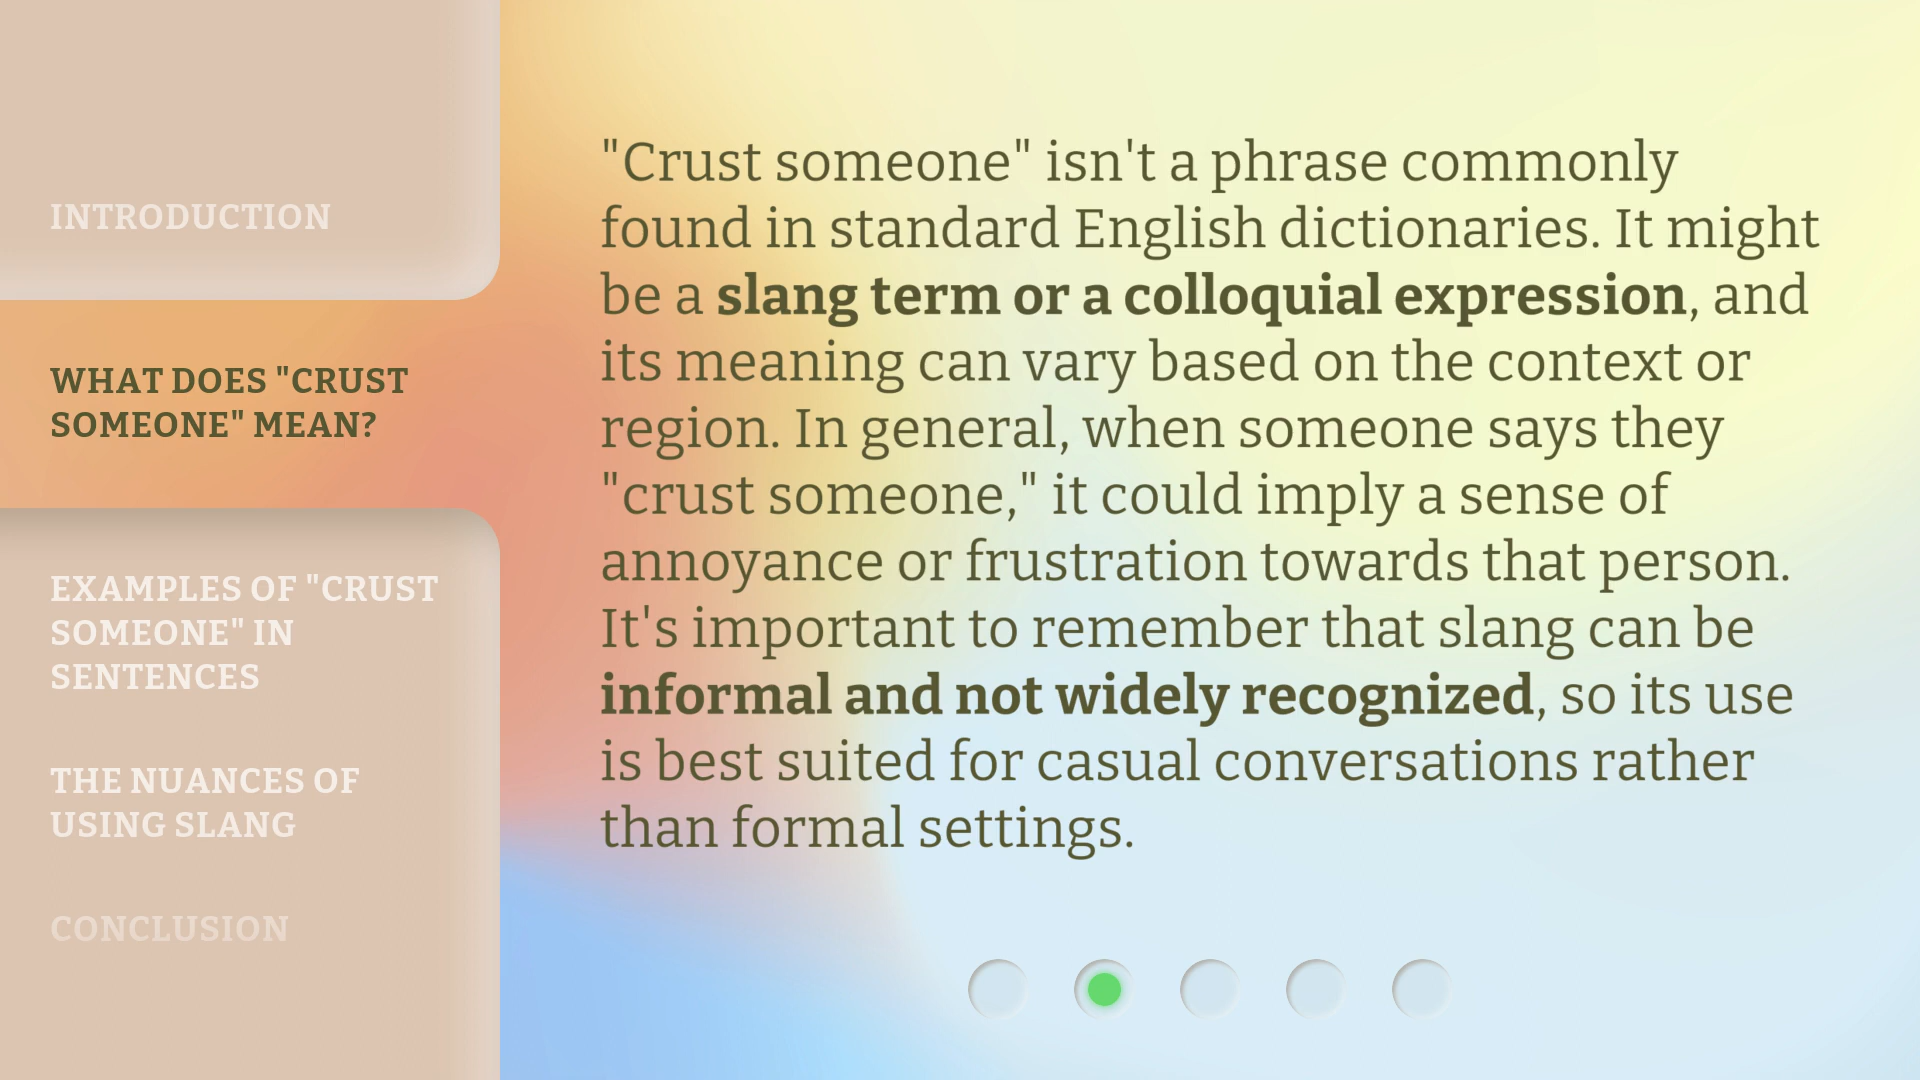 INTRODUCTION
WHAT DOES "CRUST
SOMEONE" MEAN?
EXAMPLES OF "CRUST
SOMEONE" IN
SENTENCES
THE NUANCES OF
USING SLANG
CONCLUSION
"Crust someone" isn't a phrase commonly
found in standard English dictionaries. It might
be a slang term or a colloquial expression, and
its meaning can vary based on the context or
region. In general, when someone says they
"crust someone," it could imply a sense of
annoyance or frustration towards that person.
It's important to remember that slang can be
informal and not widely recognized, so its use
is best suited for casual conversations rather
than formal settings.